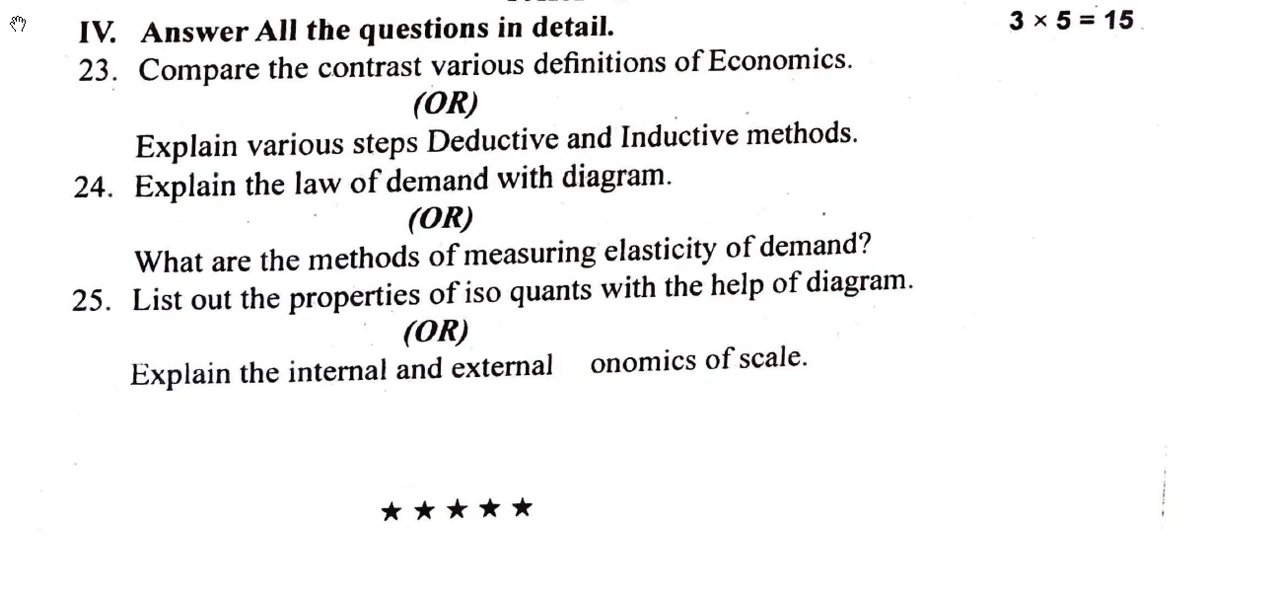 IV. Answer All the questions in detail. 3 × 5 = 15
23. Compare the contrast various definitions of Economics.
(OR)
Explain various steps Deductive and Inductive methods.
24. Explain the law of demand with diagram.
(OR)
What are the methods of measuring elasticity of demand?
25. List out the properties of iso quants with the help of diagram.
(OR)
Explain the internal and external onomics of scale.
★ ★ ★ ★ ★